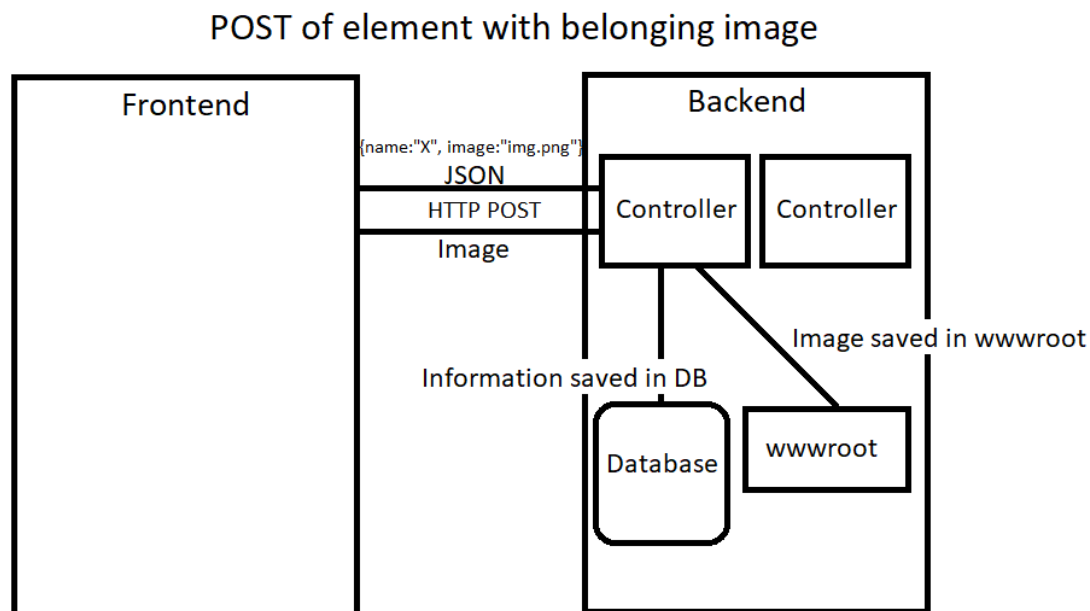 POST of element with belonging image
Frontend
Backend
{name:"X", image:"img.png"}
JSON
HTTP POST
Image
Controller
Controller
Image saved in wwwroot
Information saved in DB
Database
wwwroot